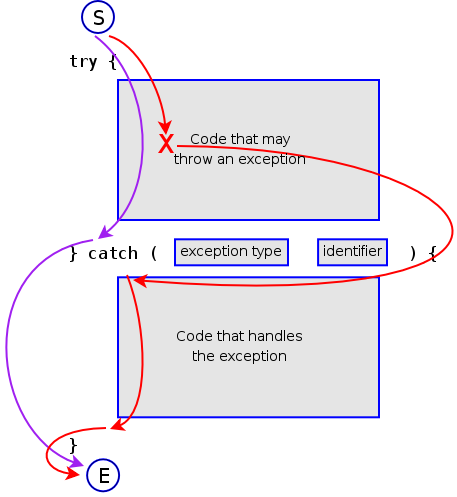 S
try {
X
Code that may
throw an exception
} catch ( exception type identifier ) {
Code that handles
the exception
}
E